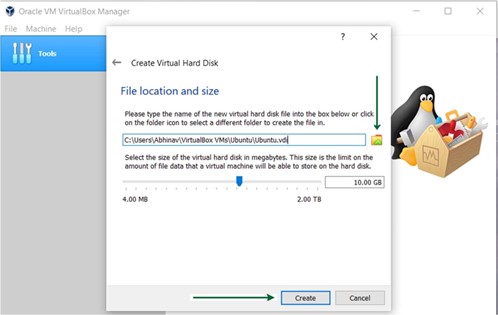 Oracle VM VirtualBox Manager
File Machine Help
Tools
?
Create Virtual Hard Disk
File location and size
Please type the name of the new virtual hard disk file into the box below or click
on the folder icon to select a different folder to create the file in.
C:\Users\Abhinav\VirtualBox VMs\Ubuntu\Ubuntu.vdi
Select the size of the virtual hard disk in megabytes. This size is the limit on the
amount of file data that a virtual machine will be able to store on the hard disk.
10.00 GB
4.00 MB 2.00 TB
Create Cancel